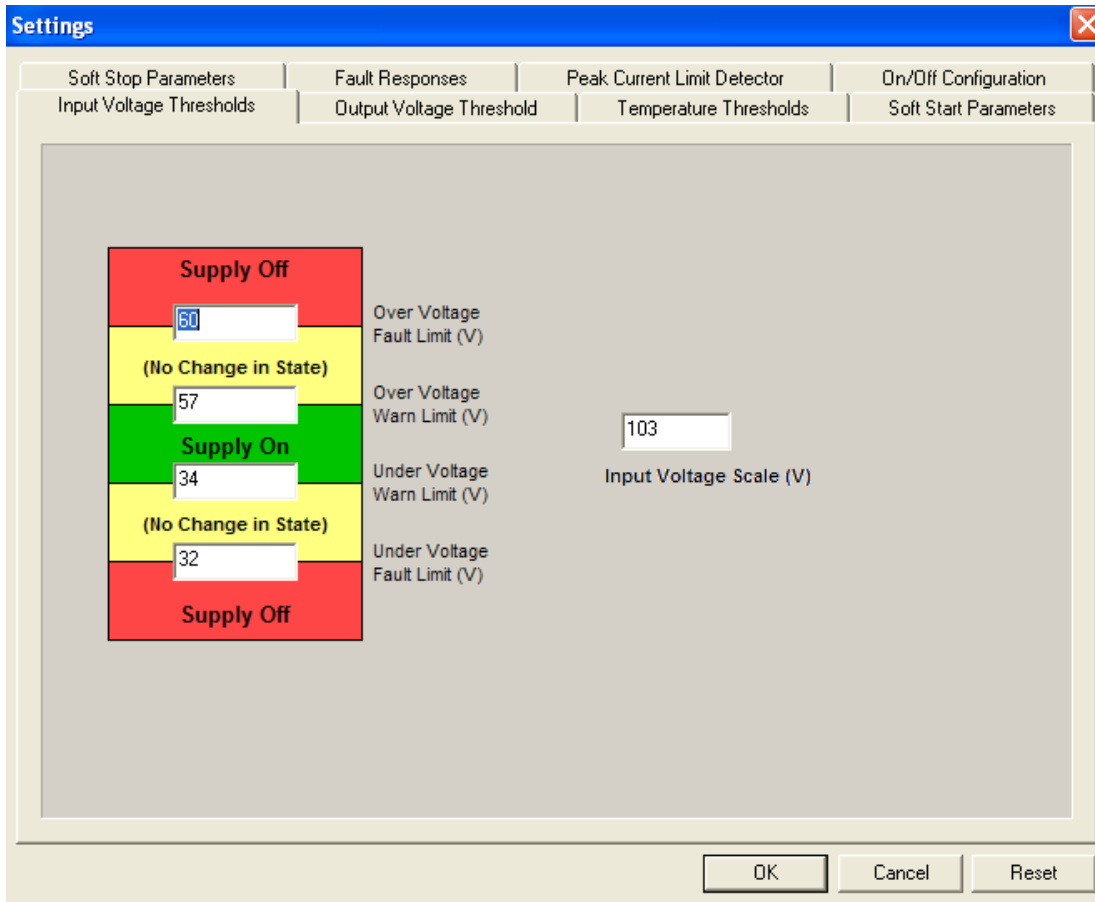 Settings
Soft Stop Parameters
Fault Responses
Peak Current Limit Detector
On/Off Configuration
Input Voltage Thresholds
Output Voltage Threshold
Temperature Thresholds
Soft Start Parameters
Supply Off
60
Over Voltage
Fault Limit (V)
(No Change in State)
57
Over Voltage
Warn Limit (V)
Supply On
34
Under Voltage
Warn Limit (V)
(No Change in State)
32
Under Voltage
Fault Limit (V)
Supply Off
103
Input Voltage Scale (V)
OK
Cancel
Reset